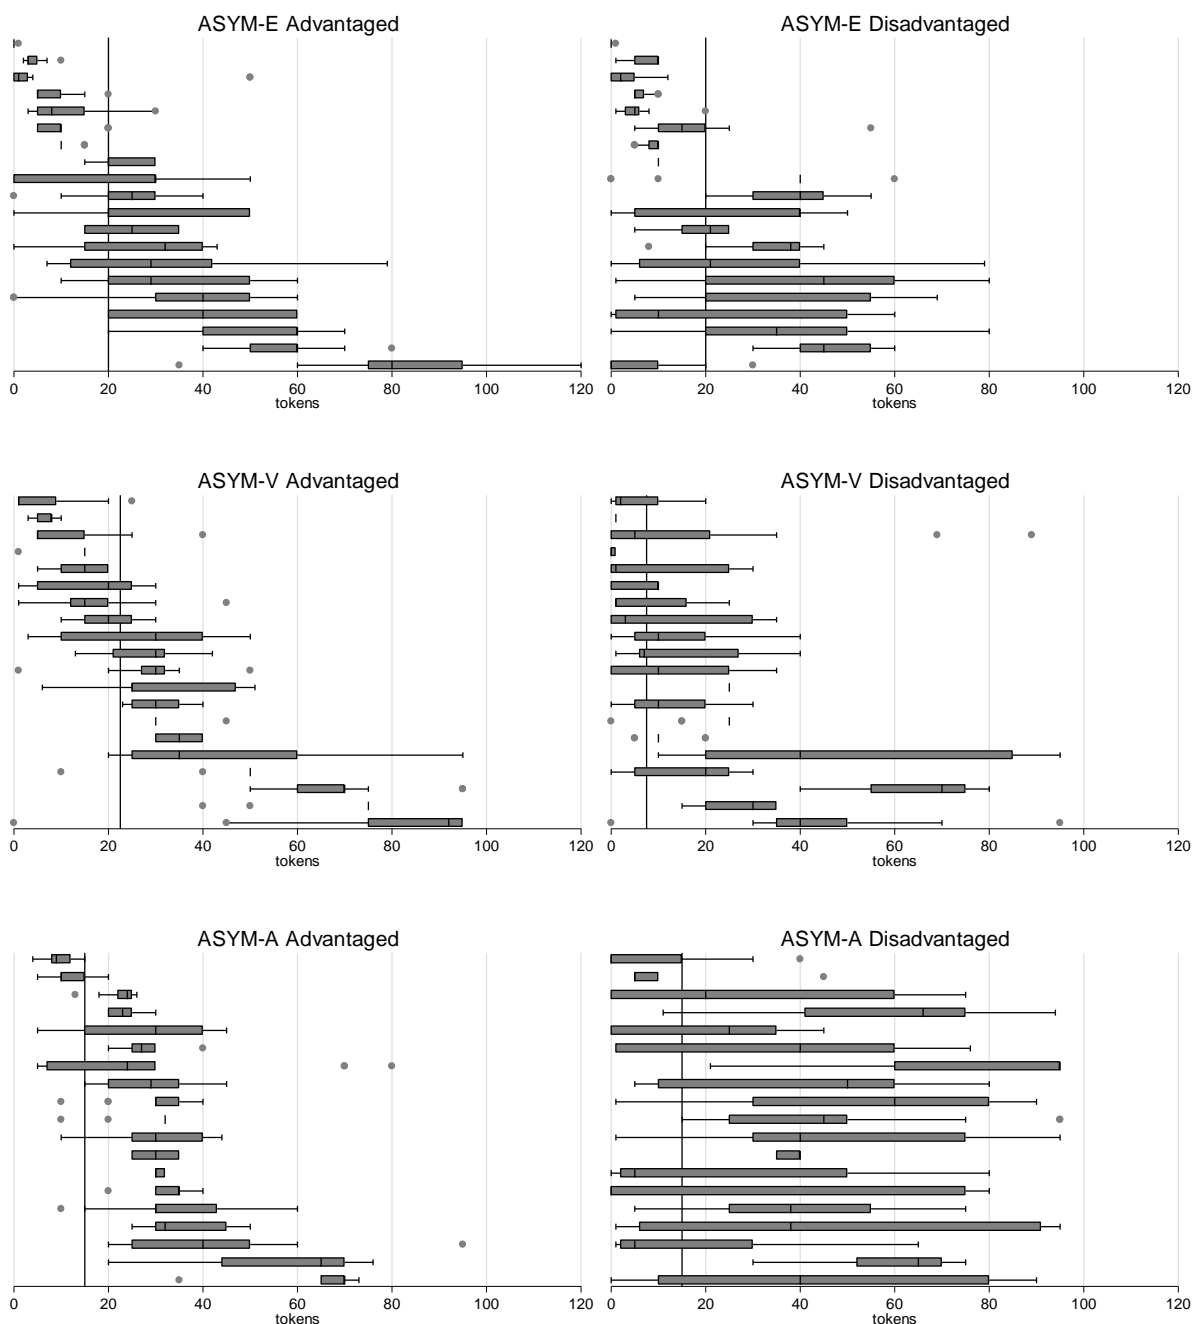 ASYM-E Advantaged
ASYM-E Disadvantaged
0 20 40 60 80 100 120
tokens
0 20 40 60 80 100 120
tokens
ASYM-V Advantaged
ASYM-V Disadvantaged
0 20 40 60 80 100 120
tokens
0 20 40 60 80 100 120
tokens
ASYM-A Advantaged
ASYM-A Disadvantaged
0 20 40 60 80 100 120
tokens
0 20 40 60 80 100 120
tokens